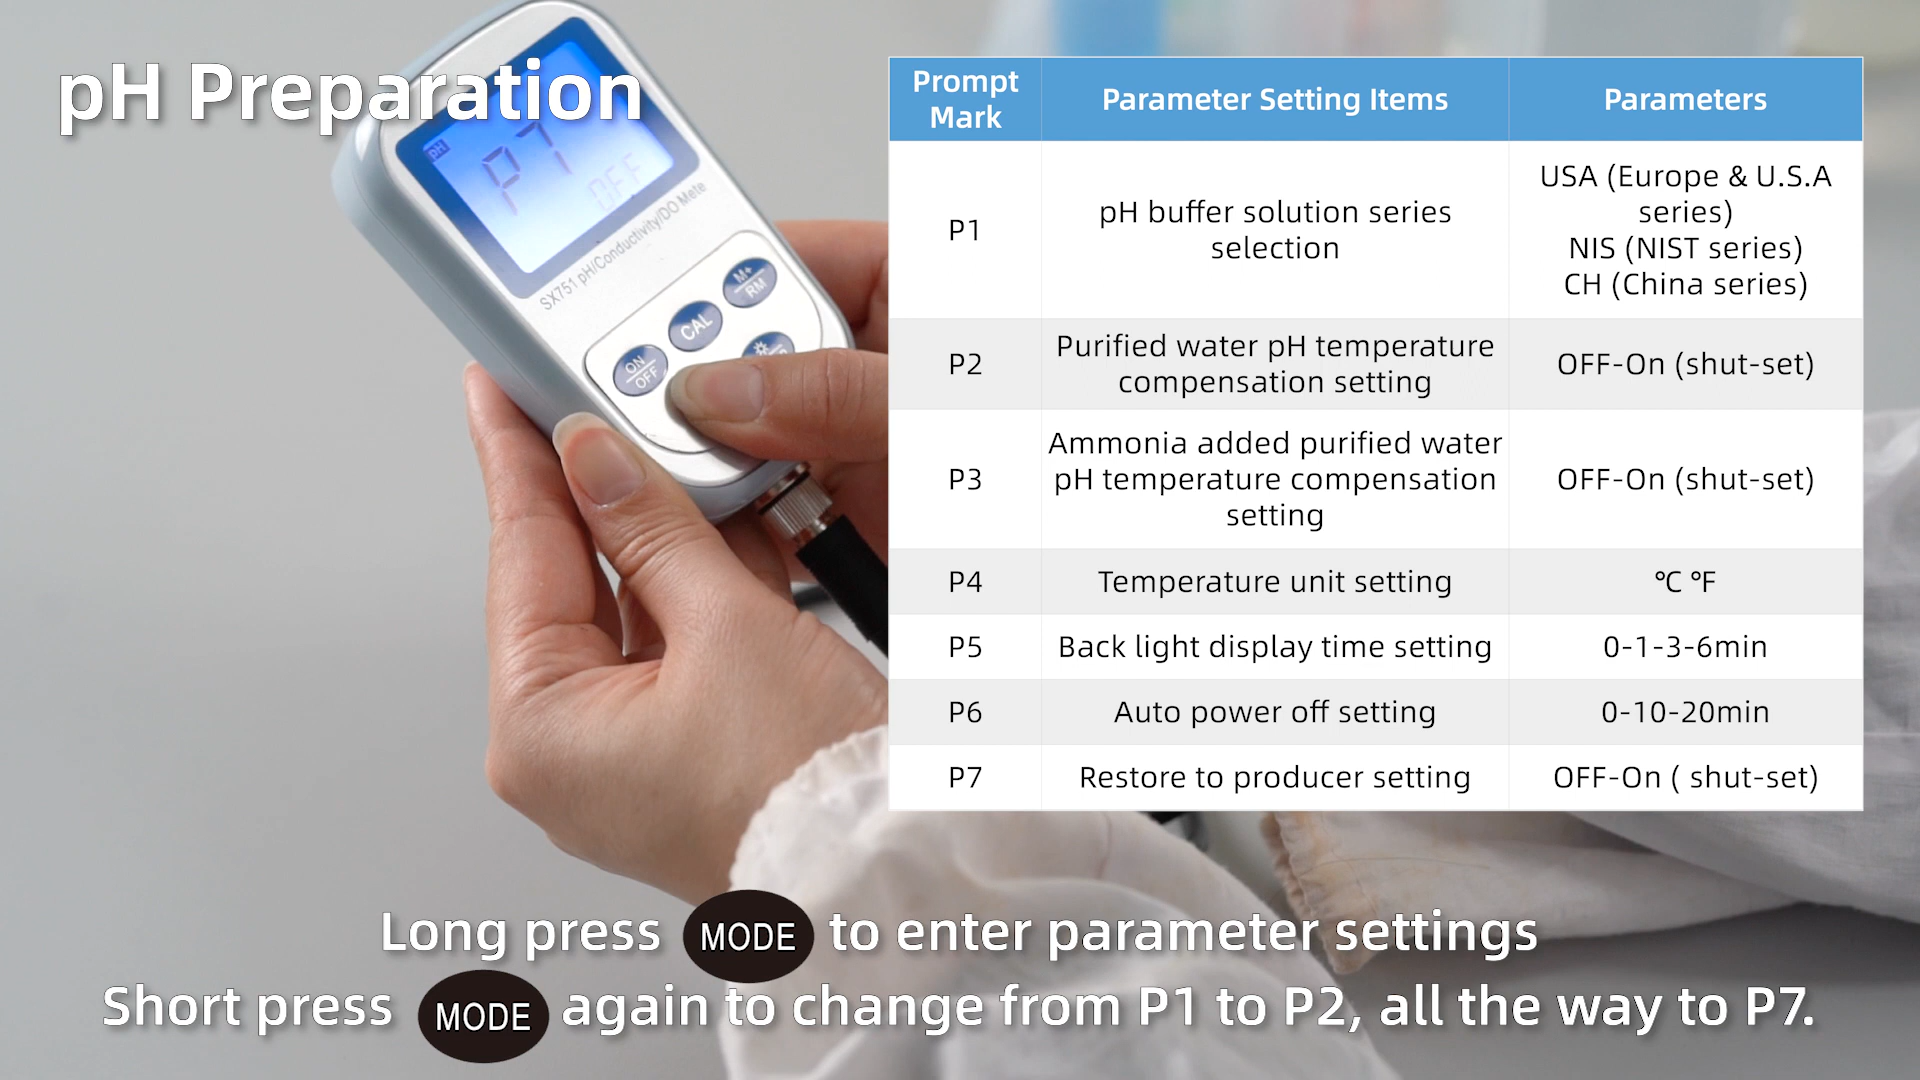 pH Preparation
pH
P7
OFF
SX751 pH/Conductivity/DO Mete
M+
RM
CAL
ON
OFF
Prompt
Mark
Parameter Setting Items
Parameters
P1
pH buffer solution series
selection
USA (Europe & U.S.A
series)
NIS (NIST series)
CH (China series)
P2
Purified water pH temperature
compensation setting
OFF-On (shut-set)
P3
Ammonia added purified water
pH temperature compensation
setting
OFF-On (shut-set)
P4
Temperature unit setting
℃ ℉
P5
Back light display time setting
0-1-3-6min
P6
Auto power off setting
0-10-20min
P7
Restore to producer setting
OFF-On ( shut-set)
Long press MODE to enter parameter settings
Short press MODE again to change from P1 to P2, all the way to P7.